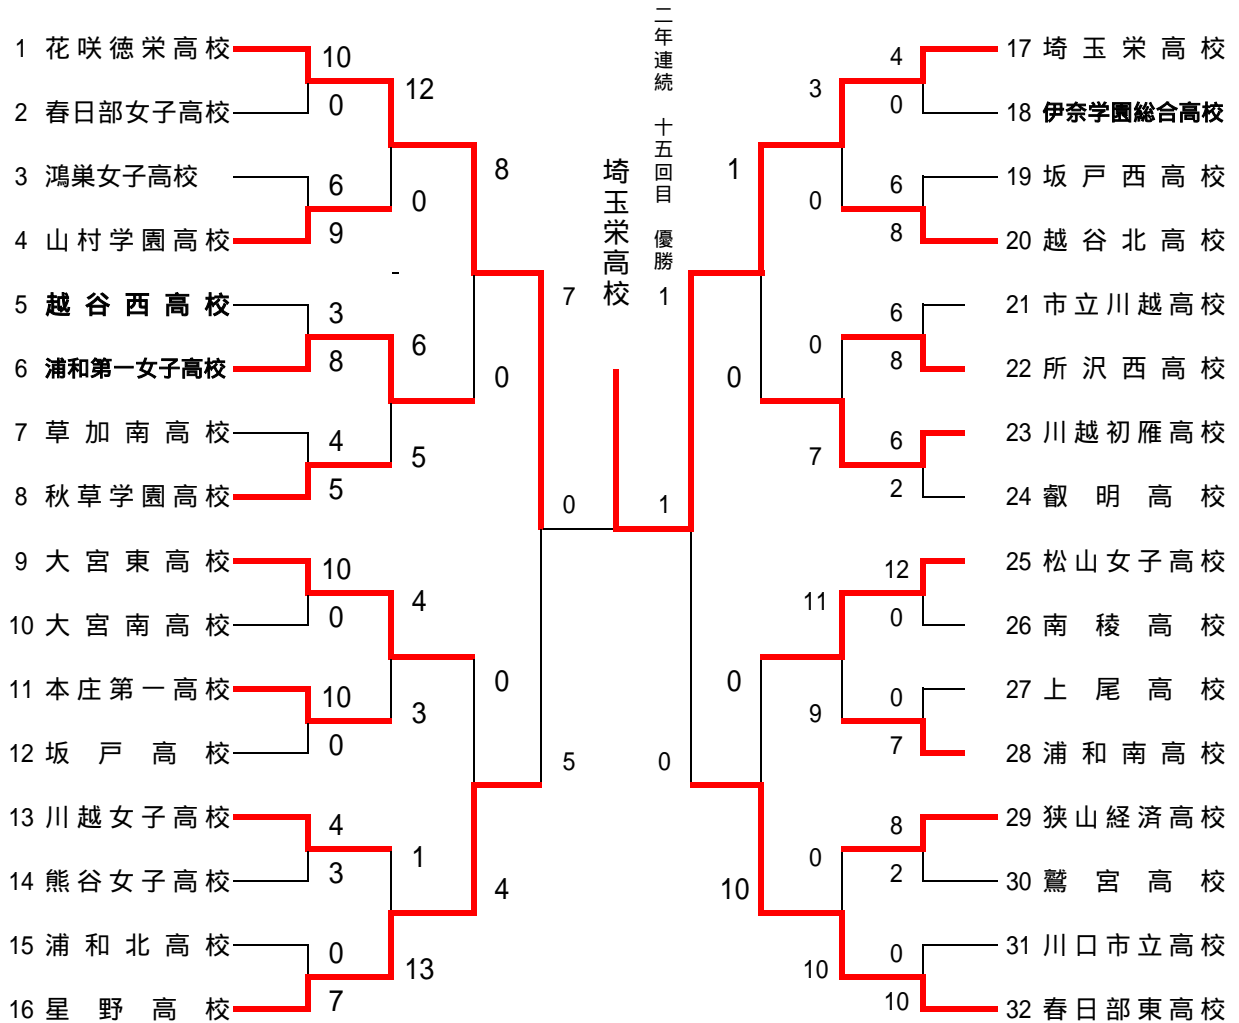 1 花咲徳栄高校
2 春日部女子高校
3 鴻巣女子高校
4 山村学園高校
5 越谷西高校
6 浦和第一女子高校
7 草加南高校
8 秋草学園高校
9 大宮東高校
10 大宮南高校
11 本庄第一高校
12 坂戸高校
13 川越女子高校
14 熊谷女子高校
15 浦和北高校
16 星野高校
10
0
6
9
3
8
4
5
10
0
10
0
4
3
0
7
12
0
-
6
5
4
3
1
13
8
0
0
4
7
5
0
二年連続 十五回目 優勝
埼玉栄高校
1
1
0
1
0
0
10
3
0
0
7
11
9
0
10
4
0
6
8
6
8
6
2
12
0
0
7
8
2
0
10
17 埼玉栄高校
18 伊奈学園総合高校
19 坂戸西高校
20 越谷北高校
21 市立川越高校
22 所沢西高校
23 川越初雁高校
24 叡明高校
25 松山女子高校
26 南稜高校
27 上尾高校
28 浦和南高校
29 狭山経済高校
30 鷲宮高校
31 川口市立高校
32 春日部東高校